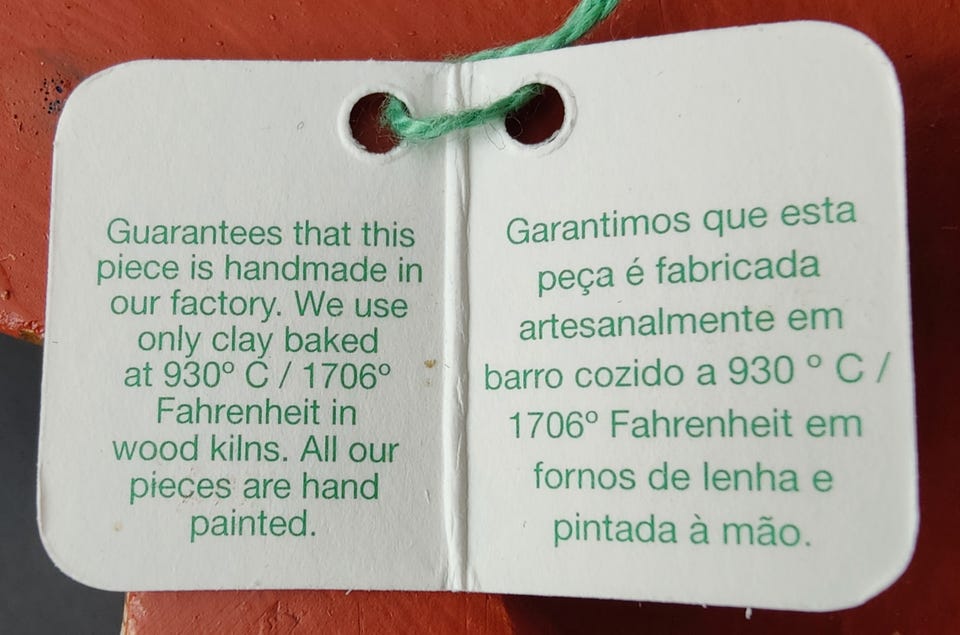 Guarantees that this
piece is handmade in
our factory. We use
only clay baked
at 930º C / 1706º
Fahrenheit in
wood kilns. All our
pieces are hand
painted.
Garantimos que esta
peça é fabricada
artesanalmente em
barro cozido a 930 º C /
1706º Fahrenheit em
fornos de lenha e
pintada à mão.